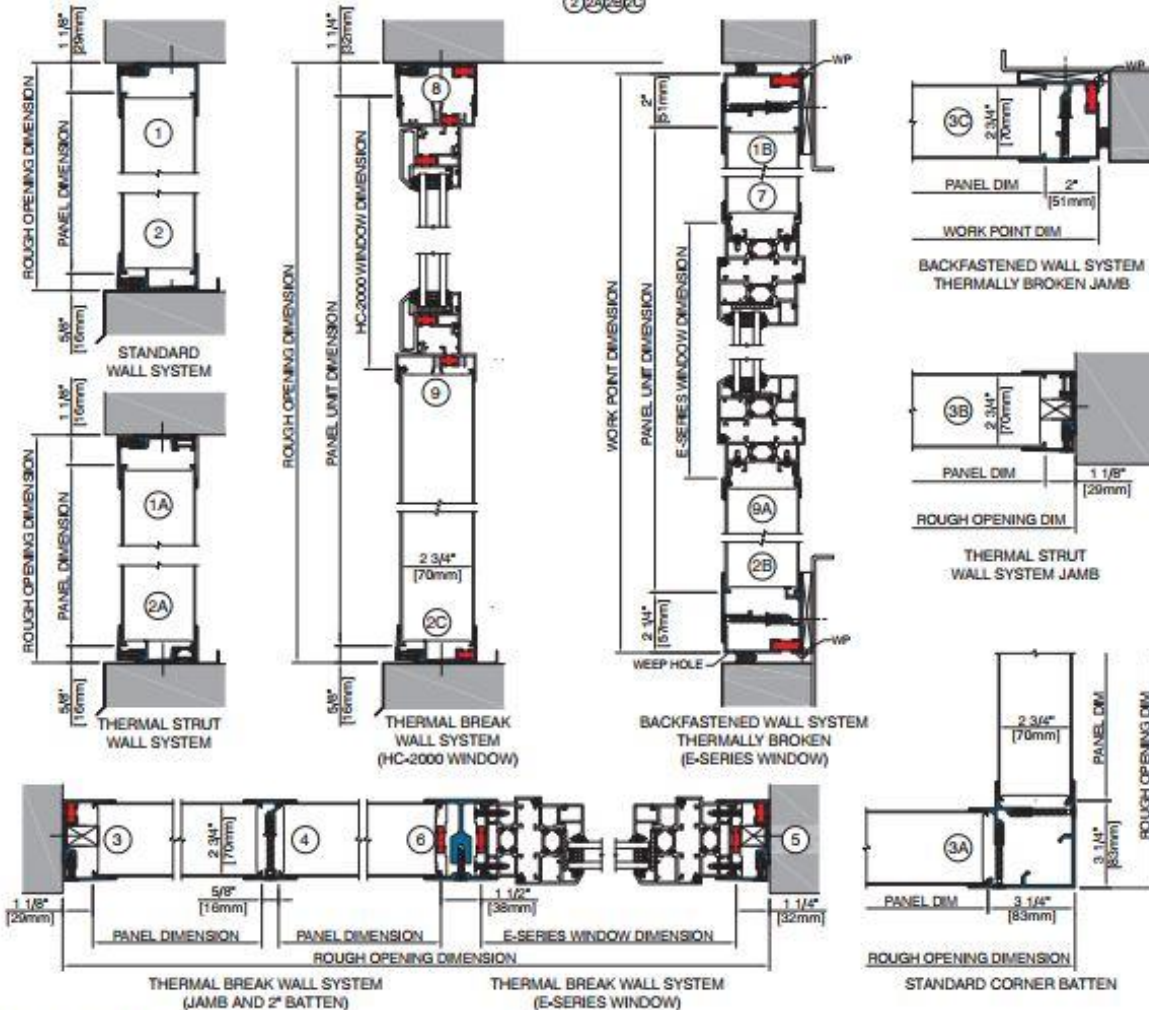 2 2A 2B 2C
1 1/8"
[29mm]
ROUGH OPENING DIMENSION
PANEL DIMENSION
1
2
5/8"
[16mm]
STANDARD
WALL SYSTEM
1 1/8"
[16mm]
ROUGH OPENING DIMENSION
PANEL DIMENSION
1A
2A
5/8"
[16mm]
THERMAL STRUT
WALL SYSTEM
1 1/4"
[32mm]
ROUGH OPENING DIMENSION
PANEL UNIT DIMENSION
HC-2000 WINDOW DIMENSION
8
9
2 3/4"
[70mm]
2C
5/8"
[16mm]
THERMAL BREAK
WALL SYSTEM
(HC-2000 WINDOW)
WP
2"
[51mm]
1B
7
WORK POINT DIMENSION
PANEL UNIT DIMENSION
E-SERIES WINDOW DIMENSION
9A
2B
2 1/4"
[57mm]
WEEP HOLE
WP
BACKFASTENED WALL SYSTEM
THERMALLY BROKEN
(E-SERIES WINDOW)
WP
3C
2 3/4"
[70mm]
PANEL DIM
2"
[51mm]
WORK POINT DIM
BACKFASTENED WALL SYSTEM
THERMALLY BROKEN JAMB
3B
2 3/4"
[70mm]
PANEL DIM
1 1/8"
[29mm]
ROUGH OPENING DIM
THERMAL STRUT
WALL SYSTEM JAMB
3
2 3/4"
[70mm]
4
6
5
1 1/8"
[29mm]
5/8"
[16mm]
1 1/2"
[38mm]
1 1/4"
[32mm]
PANEL DIMENSION
PANEL DIMENSION
E-SERIES WINDOW DIMENSION
ROUGH OPENING DIMENSION
THERMAL BREAK WALL SYSTEM
(JAMB AND 2" BATTEN)
THERMAL BREAK WALL SYSTEM
(E-SERIES WINDOW)
2 3/4"
[70mm]
PANEL DIM
ROUGH OPENING DIM
3A
3 1/4"
[83mm]
PANEL DIM
3 1/4"
[83mm]
ROUGH OPENING DIMENSION
STANDARD CORNER BATTEN